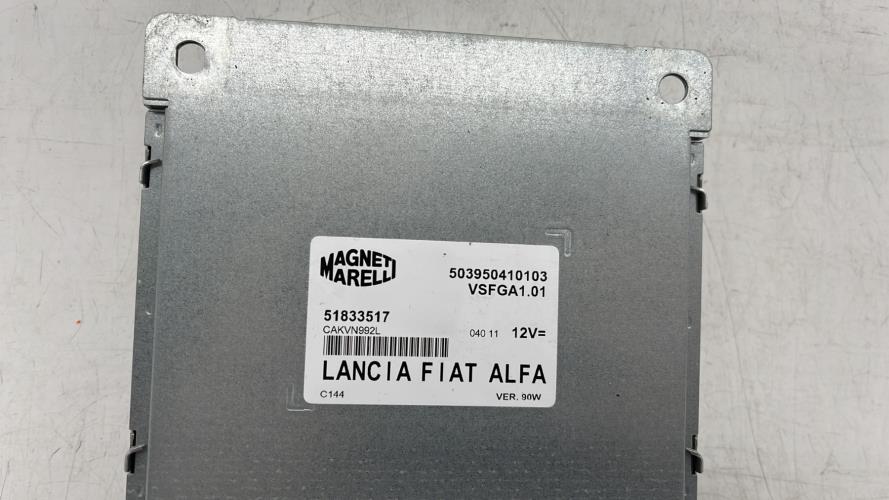 MAGNETI
MARELLI
503950410103
VSFGA1.01
51833517
CAKVN992L
040 11 12V=
LANCIA FIAT ALFA
C144 VER. 90W